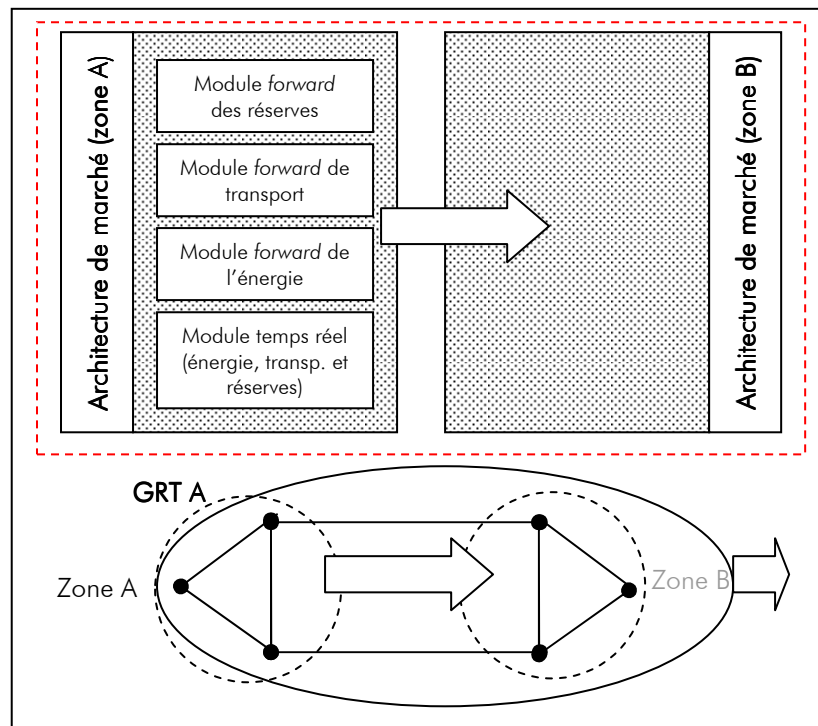 Architecture de marché (zone A)
Module forward
des réserves
Module forward de
transport
Module forward de
l'énergie
Module temps réel
(énergie, transp. et
réserves)
Architecture de marché (zone B)
GRT A
Zone A
Zone B